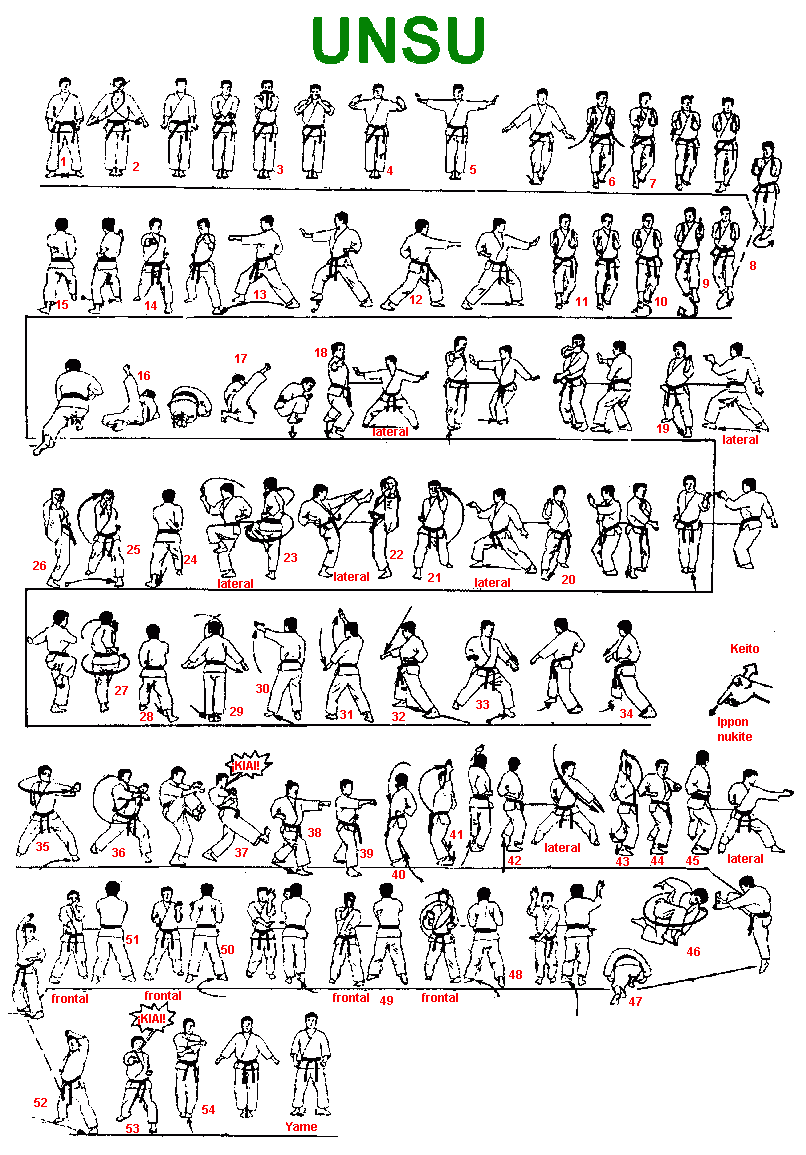 UNSU
1 2 3 4 5 6 7
8
15 14 13 12 11 10 9
16 17 18 19
lateral lateral
26 25 24 23 22 21 20
lateral lateral lateral
27 28 29 30 31 32 33 34
Keito
Ippon
nukite
¡KIAI!
35 36 37 38 39 40 41 42 43 44 45
lateral lateral
51 50 49 48 47 46
frontal frontal frontal frontal
¡KIAI!
52 53 54
Yame